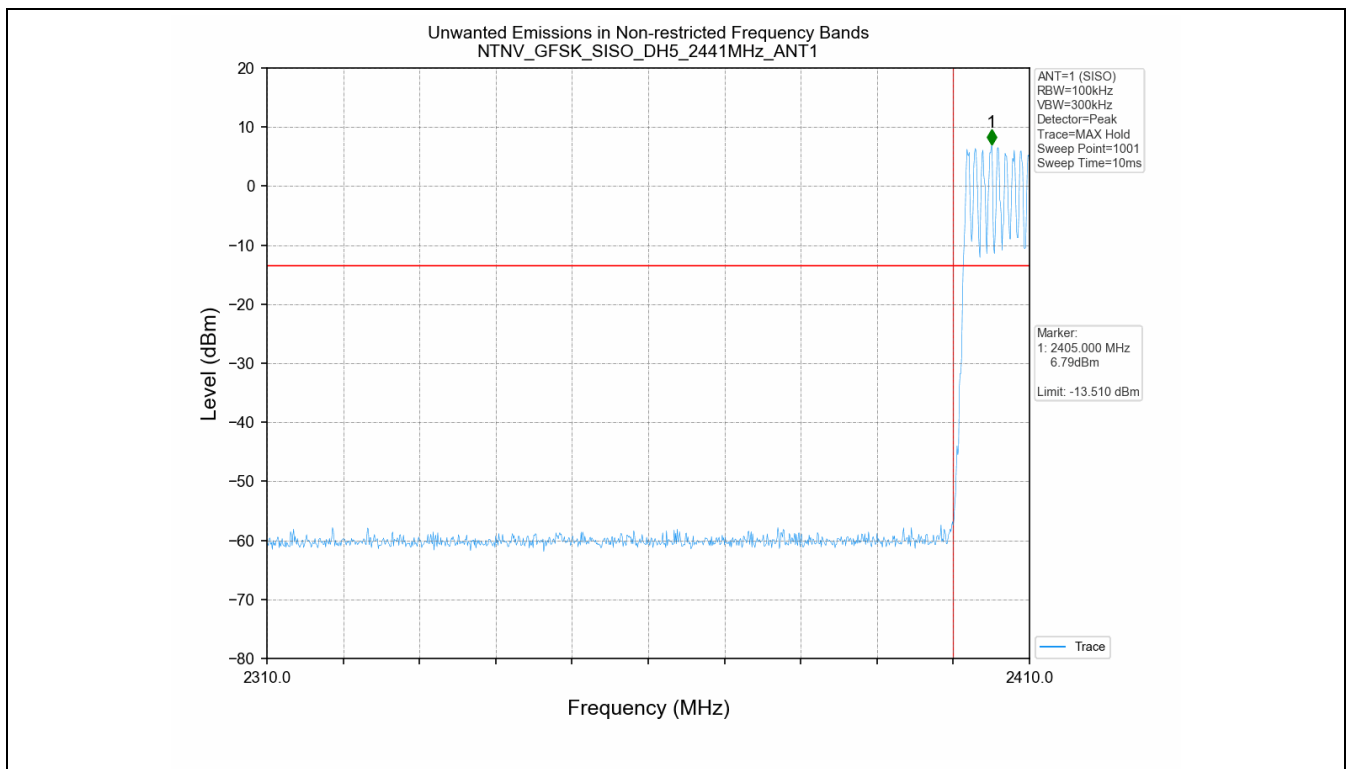 Unwanted Emissions in Non-restricted Frequency Bands
NTNV_GFSK_SISO_DH5_2441MHz_ANT1
20
10
0
−10
−20
−30
−40
−50
−60
−70
−80
Level (dBm)
2310.0
2410.0
Frequency (MHz)
1
ANT=1 (SISO)
RBW=100kHz
VBW=300kHz
Detector=Peak
Trace=MAX Hold
Sweep Point=1001
Sweep Time=10ms
Marker:
1: 2405.000 MHz
6.79dBm
Limit: -13.510 dBm
Trace